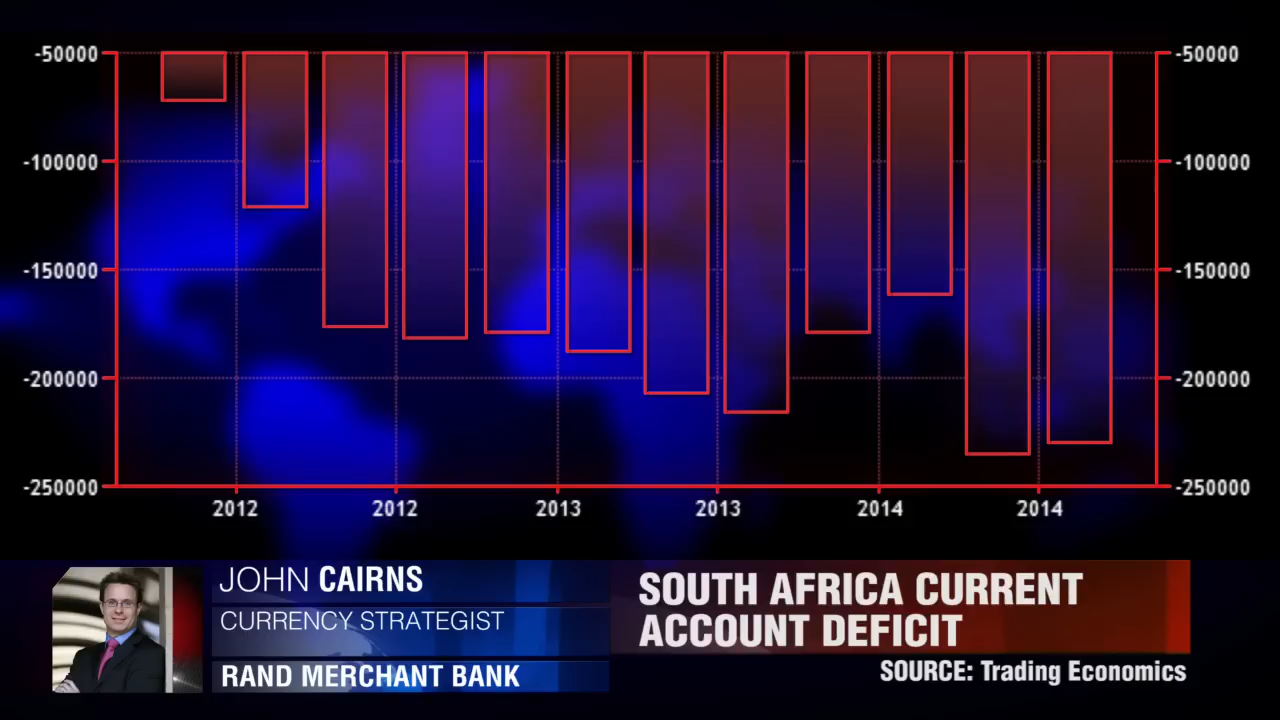 -50000 -50000
-100000 -100000
-150000 -150000
-200000 -200000
-250000 -250000
2012 2012 2013 2013 2014 2014
JOHN CAIRNS
CURRENCY STRATEGIST
RAND MERCHANT BANK
SOUTH AFRICA CURRENT
ACCOUNT DEFICIT
SOURCE: Trading Economics